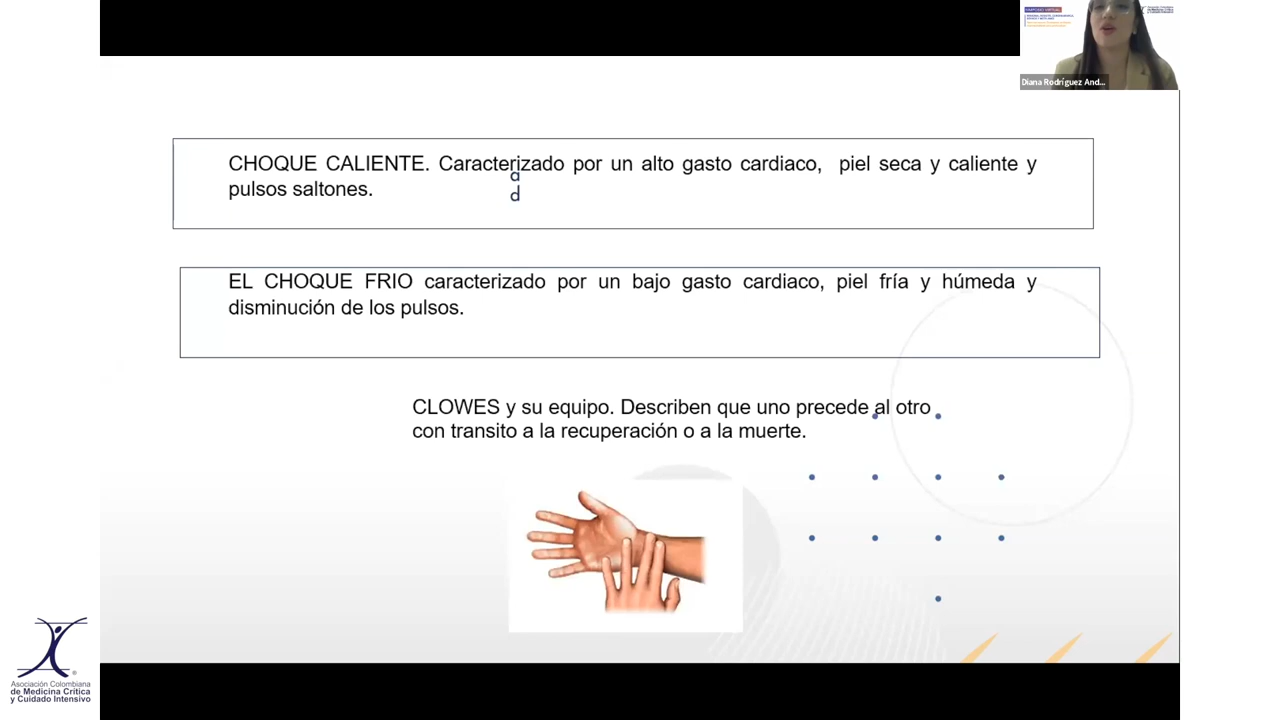 Diana Rodríguez And...
CHOQUE CALIENTE. Caracterizado por un alto gasto cardiaco, piel seca y caliente y
pulsos saltones.
a
d
EL CHOQUE FRIO caracterizado por un bajo gasto cardiaco, piel fría y húmeda y
disminución de los pulsos.
CLOWES y su equipo. Describen que uno precede al otro
con transito a la recuperación o a la muerte.
Asociación Colombiana
de Medicina Crítica
y Cuidado Intensivo